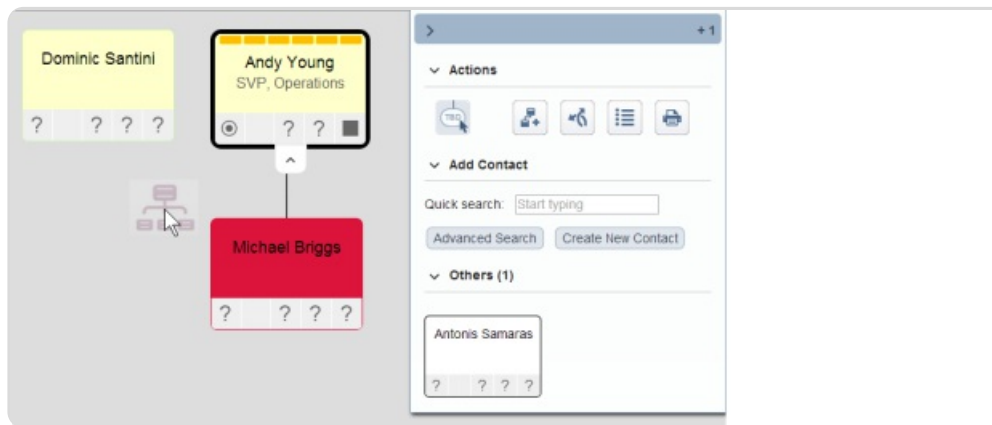 Dominic Santini
? ? ? ?
Andy Young
SVP, Operations
? ?
Michael Briggs
? ? ? ?
+ 1
Actions
TBD
Add Contact
Quick search: Start typing
Advanced Search Create New Contact
Others (1)
Antonis Samaras
? ? ? ?